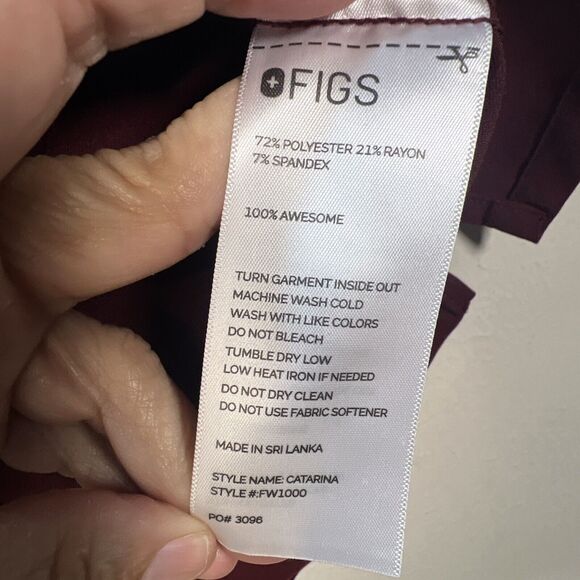 FIGS
72% POLYESTER 21% RAYON
7% SPANDEX
100% AWESOME
TURN GARMENT INSIDE OUT
MACHINE WASH COLD
WASH WITH LIKE COLORS
DO NOT BLEACH
TUMBLE DRY LOW
LOW HEAT IRON IF NEEDED
DO NOT DRY CLEAN
DO NOT USE FABRIC SOFTENER
MADE IN SRI LANKA
STYLE NAME: CATARINA
STYLE #:FW1000
PO# 3096